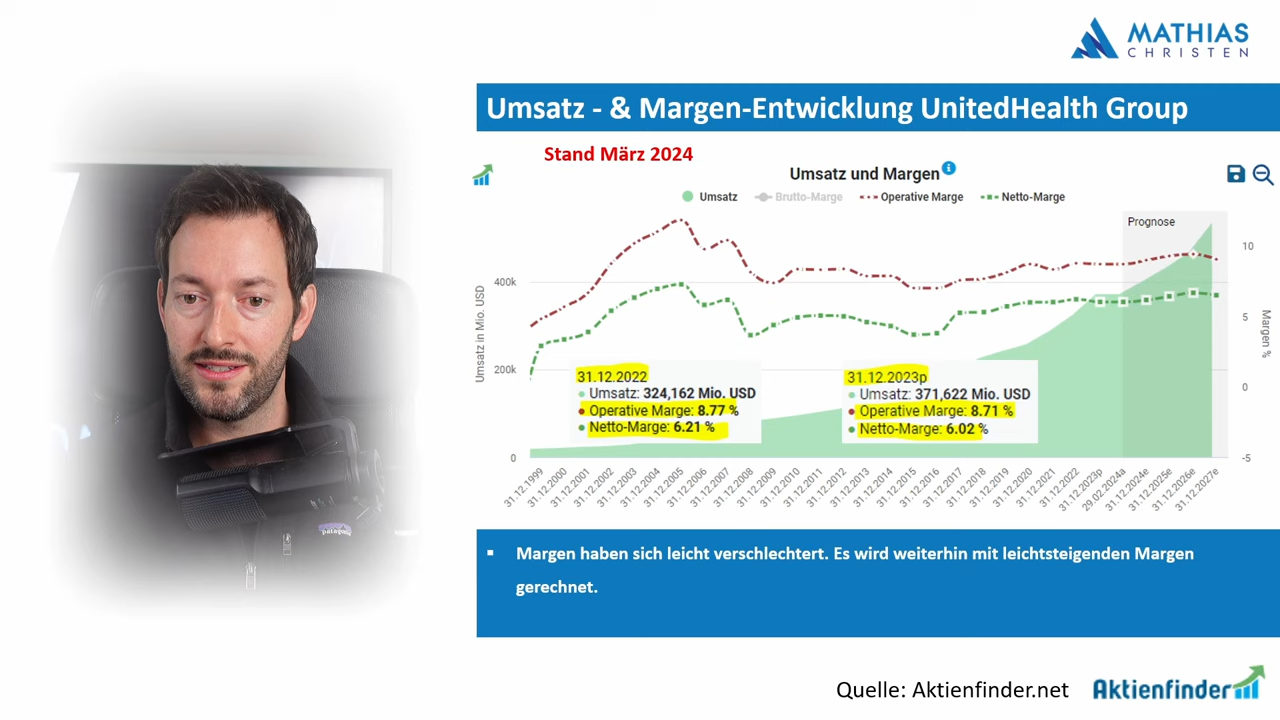 MATHIAS
CHRISTEN
Umsatz - & Margen-Entwicklung UnitedHealth Group
Stand März 2024
Umsatz und Margen
Umsatz
Brutto-Marge
Operative Marge
Netto-Marge
Prognose
Umsatz in Mio. USD
400k
200k
0
10
5
0
-5
Margen %
31.12.2022
Umsatz: 324,162 Mio. USD
Operative Marge: 8.77 %
Netto-Marge: 6.21 %
31.12.2023p
Umsatz: 371,622 Mio. USD
Operative Marge: 8.71 %
Netto-Marge: 6.02 %
31.12.1999
31.12.2000
31.12.2001
31.12.2002
31.12.2003
31.12.2004
31.12.2005
31.12.2006
31.12.2007
31.12.2008
31.12.2009
31.12.2010
31.12.2011
31.12.2012
31.12.2013
31.12.2014
31.12.2015
31.12.2016
31.12.2017
31.12.2018
31.12.2019
31.12.2020
31.12.2021
31.12.2022
31.12.2023p
29.02.2024a
31.12.2024e
31.12.2025e
31.12.2026e
31.12.2027e
patagonia
Margen haben sich leicht verschlechtert. Es wird weiterhin mit leichtsteigenden Margen
gerechnet.
Quelle: Aktienfinder.net
Aktienfinder